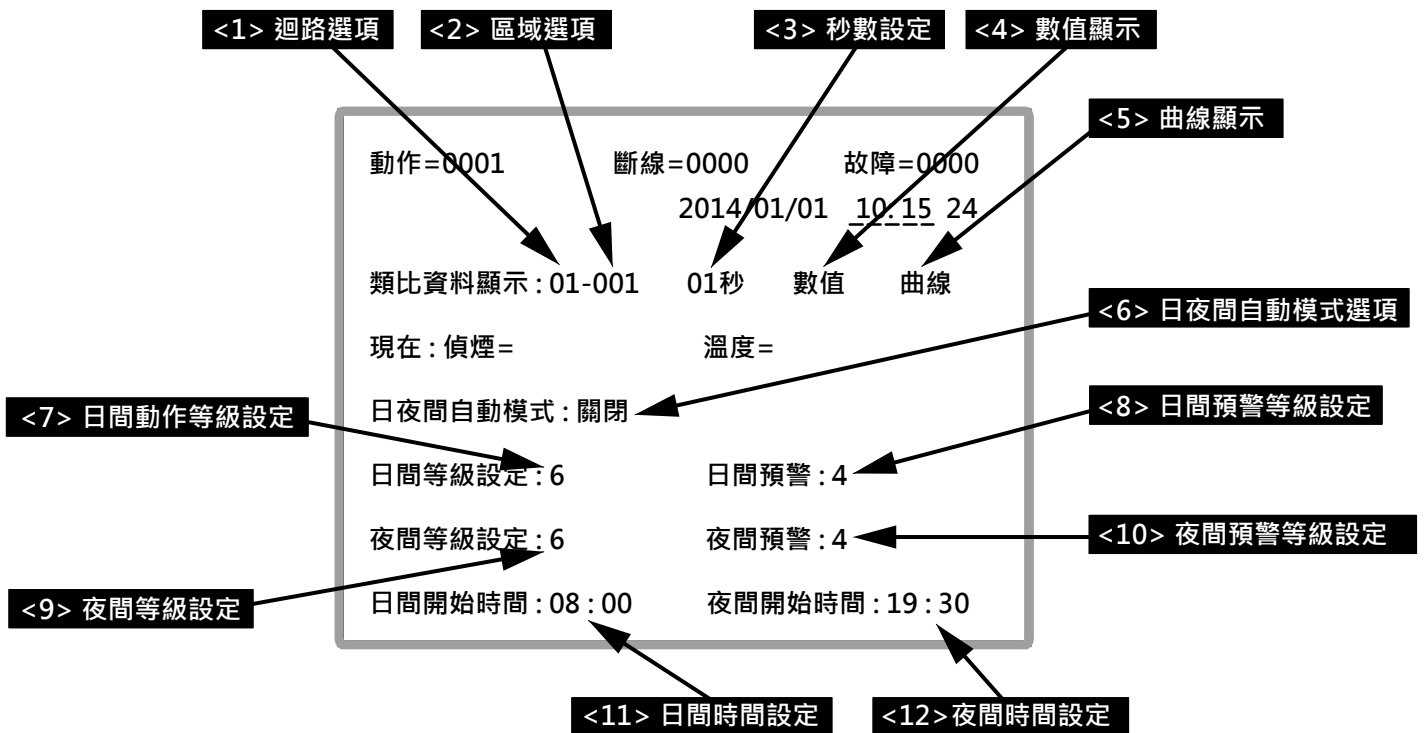 <1> 迴路選項 <2> 區域選項 <3> 秒數設定 <4> 數值顯示
<5> 曲線顯示
動作=0001 斷線=0000 故障=0000
2014/01/01 10:15 24
類比資料顯示:01-001 01秒 數值 曲線
<6> 日夜間自動模式選項
現在:偵煙= 溫度=
日夜間自動模式:關閉
<7> 日間動作等級設定
<8> 日間預警等級設定
日間等級設定:6 日間預警:4
夜間等級設定:6 夜間預警:4
<10> 夜間預警等級設定
<9> 夜間等級設定
日間開始時間:08:00 夜間開始時間:19:30
<11> 日間時間設定 <12>夜間時間設定